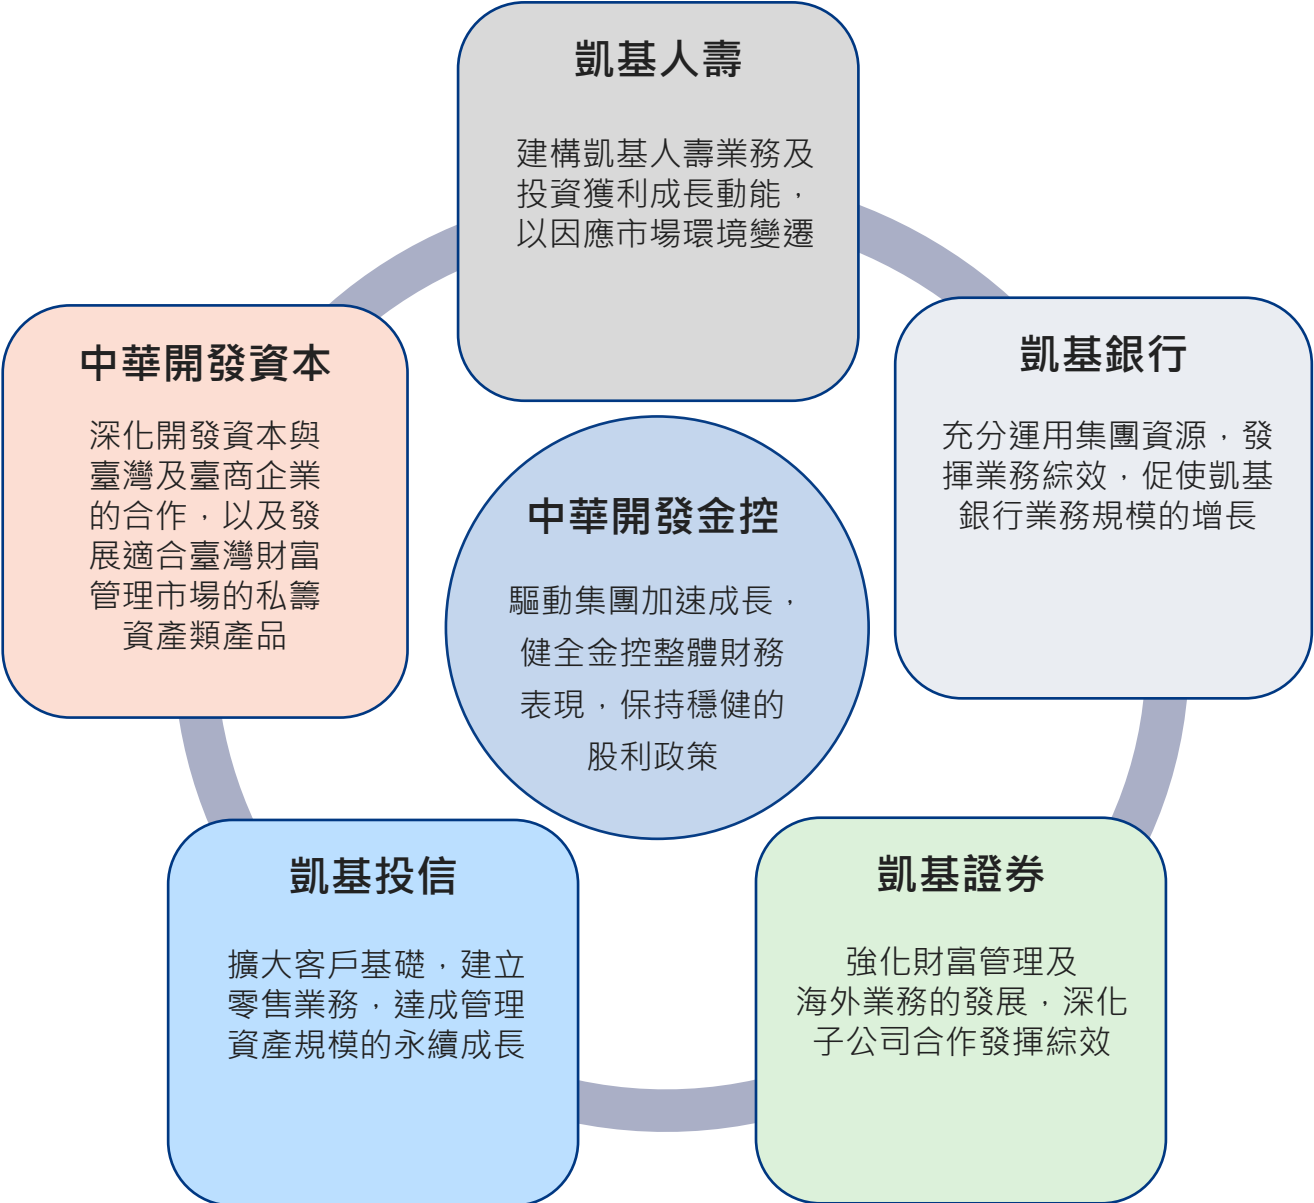 凱基人壽
建構凱基人壽業務及
投資獲利成長動能，
以因應市場環境變遷
中華開發資本
深化開發資本與
臺灣及臺商企業
的合作，以及發
展適合臺灣財富
管理市場的私籌
資產類產品
凱基銀行
充分運用集團資源，發
揮業務綜效，促使凱基
銀行業務規模的增長
中華開發金控
驅動集團加速成長，
健全金控整體財務
表現，保持穩健的
股利政策
凱基投信
擴大客戶基礎，建立
零售業務，達成管理
資產規模的永續成長
凱基證券
強化財富管理及
海外業務的發展，深化
子公司合作發揮綜效